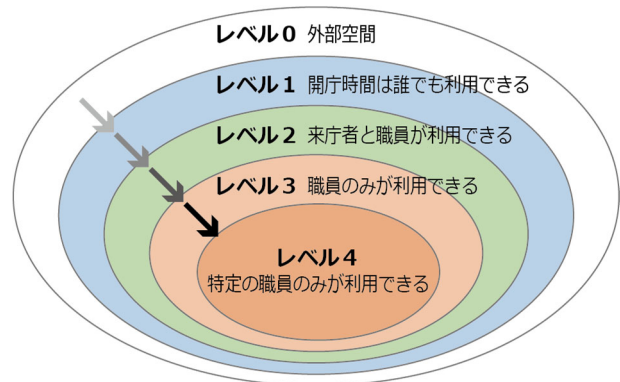 レベル0 外部空間
レベル1 開庁時間は誰でも利用できる
レベル2 来庁者と職員が利用できる
レベル3 職員のみが利用できる
レベル4
特定の職員のみが利用できる